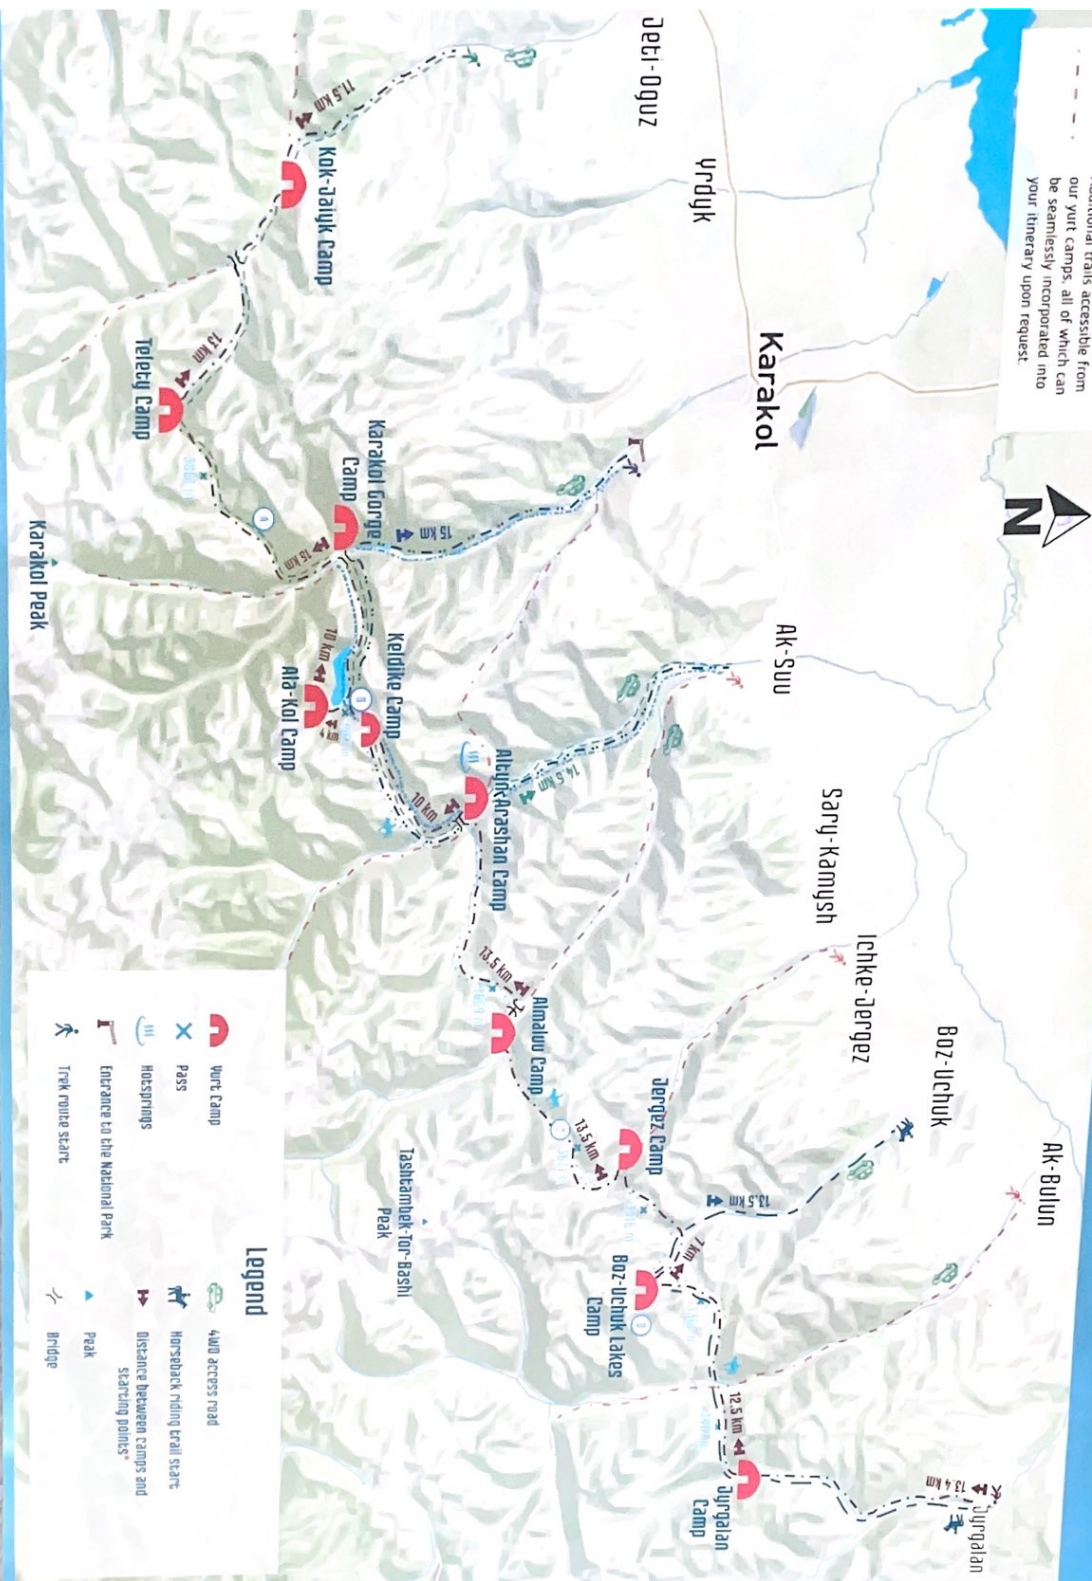 additional trails accessible from
our yurt camps, all of which can
be seamlessly incorporated into
your itinerary upon request.
N
Jeti-Oguz
Yrdyk
Karakol
Ak-Suu
Sary-Kamysh
Ichke-Jergez
Boz-Uchuk
Ak-Bulun
Jyrgalan
11.5 km
Kok-Jaiyk Camp
13 km
Telety Camp
Karakol Gorge
Camp
15 km
15 km
Karakol Peak
Keldike Camp
10 km
Ala-Kol Camp
Altyn-Arashan Camp
14.5 km
10 km
13.5 km
Almaluu Camp
13.5 km
Jergez Camp
13.5 km
7 km
Boz-Uchuk Lakes
Camp
12.5 km
Jyrgalan
Camp
13.4 km
Tashtambek-Tor-Bashi
Peak
Legend
Yurt Camp
Pass
Hotsprings
Entrance to the National Park
Trek route start
4WD access road
Horseback riding trail start
Distance between camps and
starting points*
Peak
Bridge